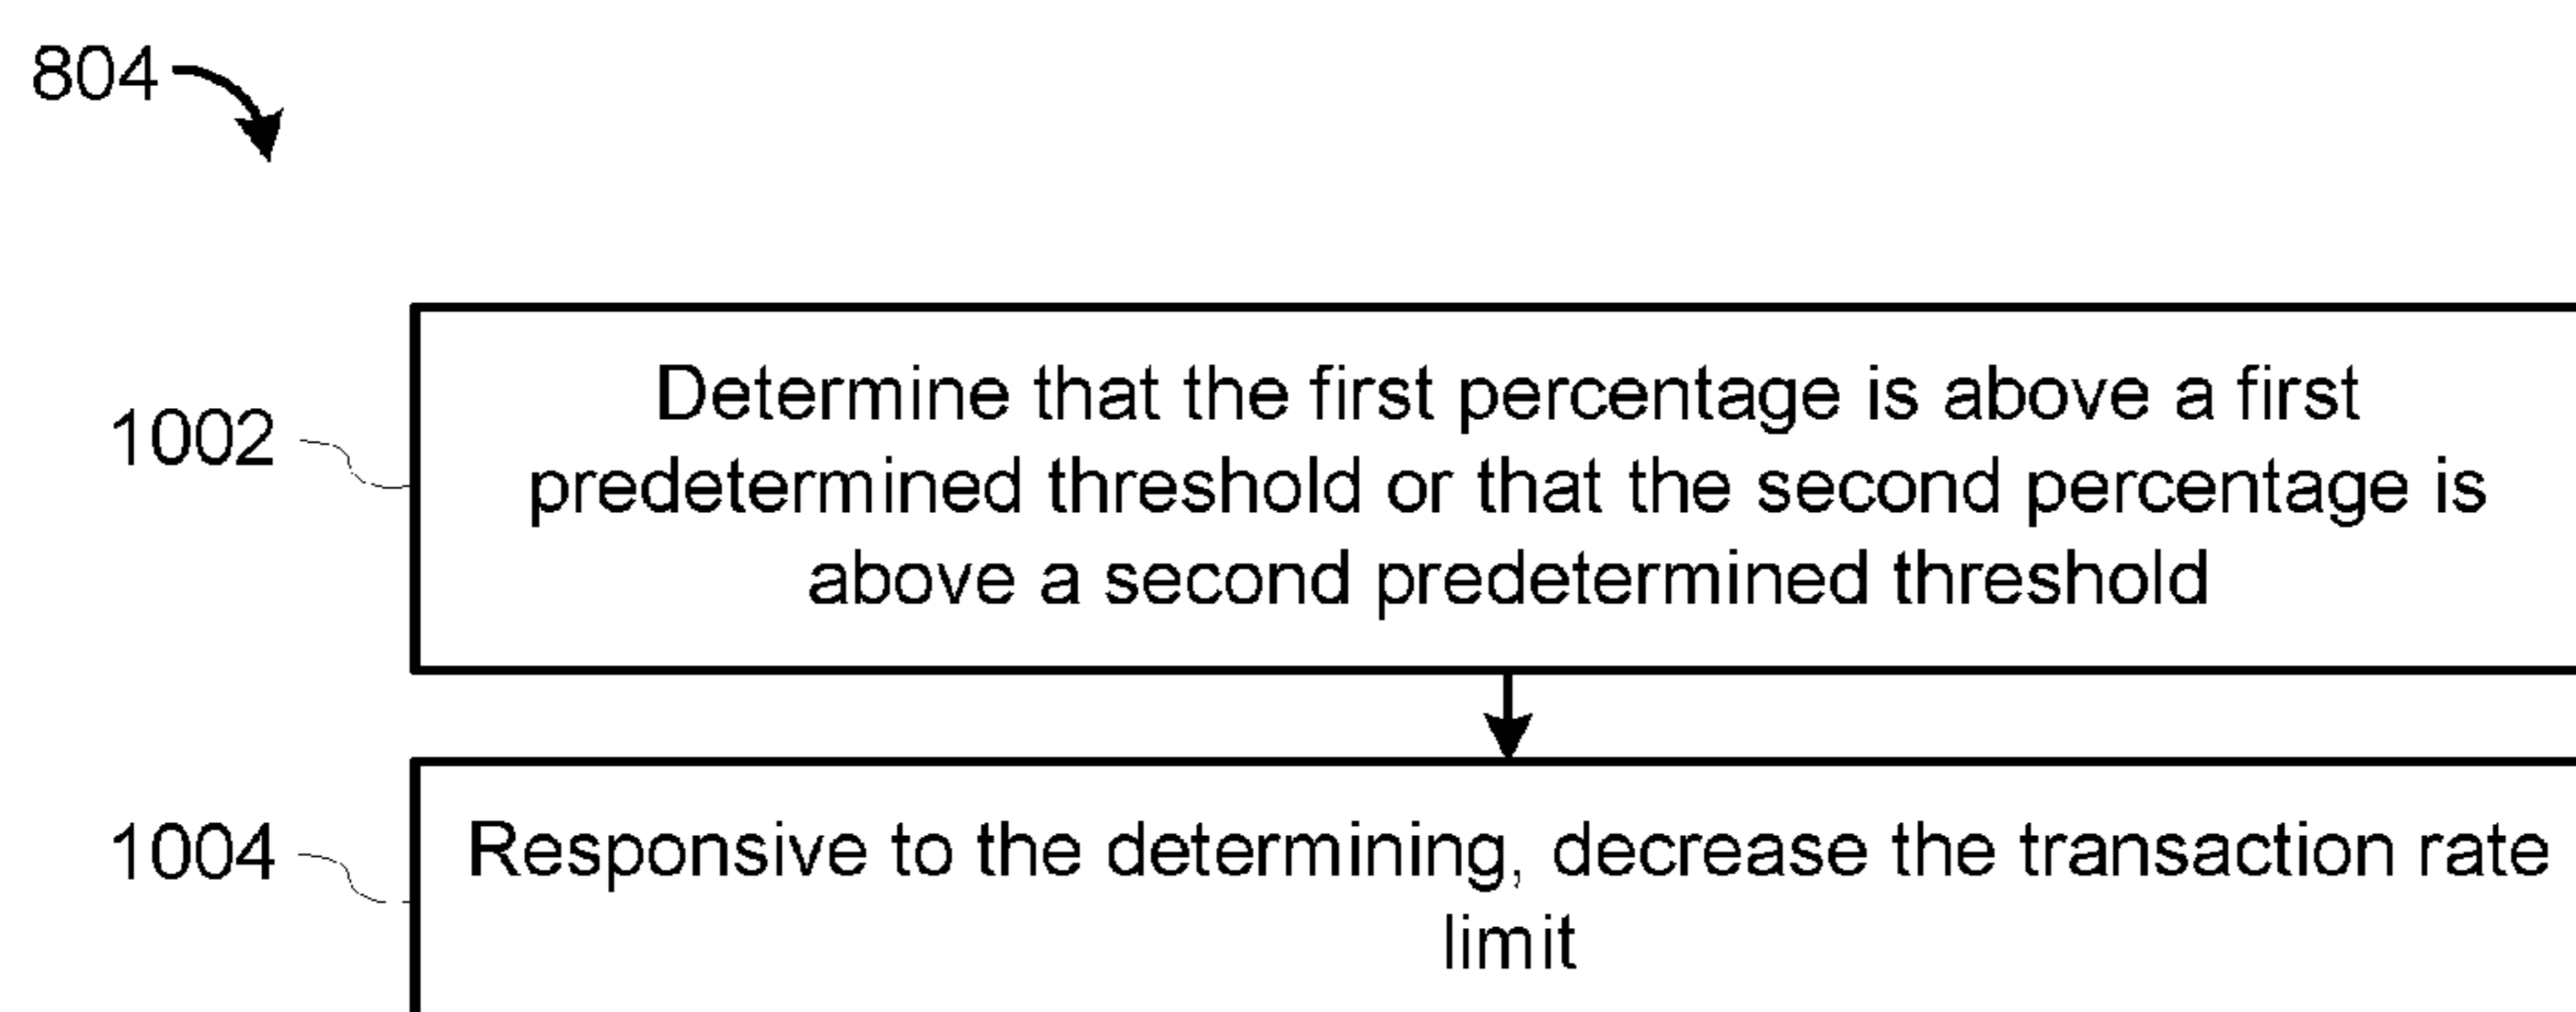 804
1002
Determine that the first percentage is above a first
predetermined threshold or that the second percentage is
above a second predetermined threshold
1004
Responsive to the determining, decrease the transaction rate
limit